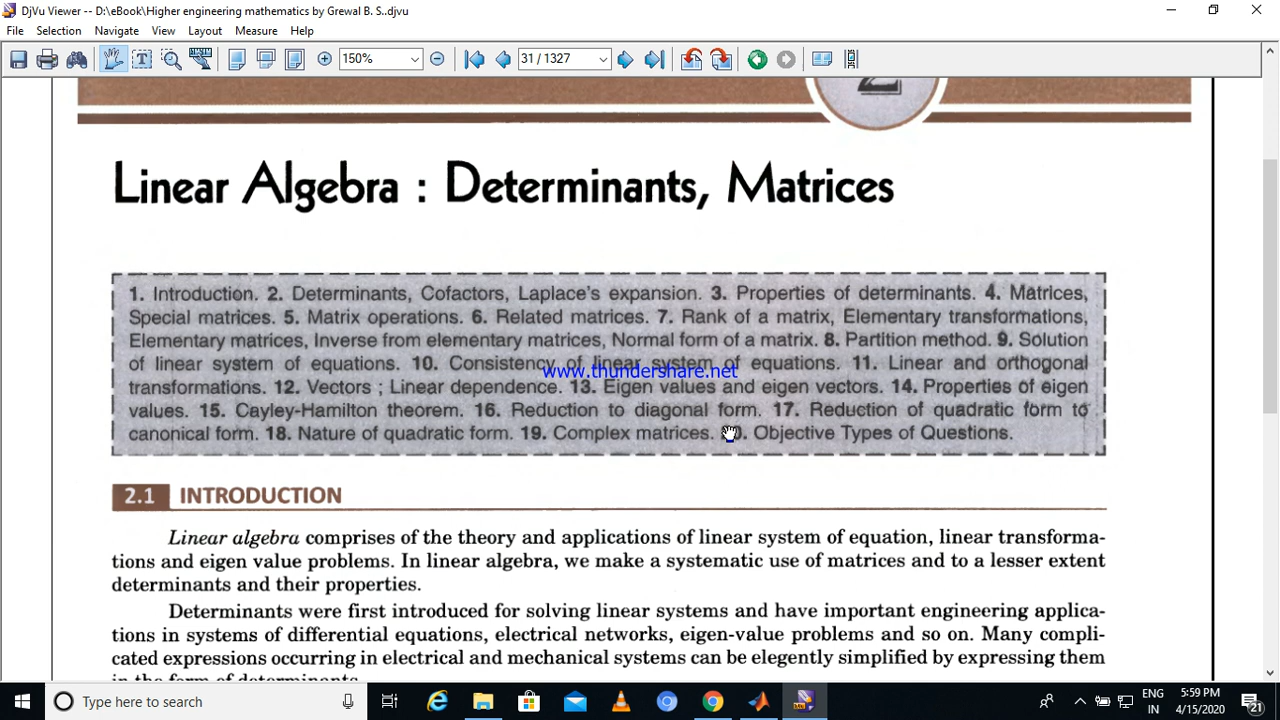 DjVu Viewer -- D:\eBook\Higher engineering mathematics by Grewal B. S..djvu
File Selection Navigate View Layout Measure Help
150% 31 / 1327
2
Linear Algebra : Determinants, Matrices
1. Introduction. 2. Determinants, Cofactors, Laplace's expansion. 3. Properties of determinants. 4. Matrices,
Special matrices. 5. Matrix operations. 6. Related matrices. 7. Rank of a matrix, Elementary transformations,
Elementary matrices, Inverse from elementary matrices, Normal form of a matrix. 8. Partition method. 9. Solution
of linear system of equations. 10. Consistency of linear system of equations. 11. Linear and orthogonal
www.thundershare.net
transformations. 12. Vectors ; Linear dependence. 13. Eigen values and eigen vectors. 14. Properties of eigen
values. 15. Cayley-Hamilton theorem. 16. Reduction to diagonal form. 17. Reduction of quadratic form to
canonical form. 18. Nature of quadratic form. 19. Complex matrices. Objective Types of Questions.
2.1 INTRODUCTION
Linear algebra comprises of the theory and applications of linear system of equation, linear transforma-
tions and eigen value problems. In linear algebra, we make a systematic use of matrices and to a lesser extent
determinants and their properties.
Determinants were first introduced for solving linear systems and have important engineering applica-
tions in systems of differential equations, electrical networks, eigen-value problems and so on. Many compli-
cated expressions occurring in electrical and mechanical systems can be elegently simplified by expressing them
in the form of determinants.
Type here to search
ENG
IN
5:59 PM
4/15/2020
21